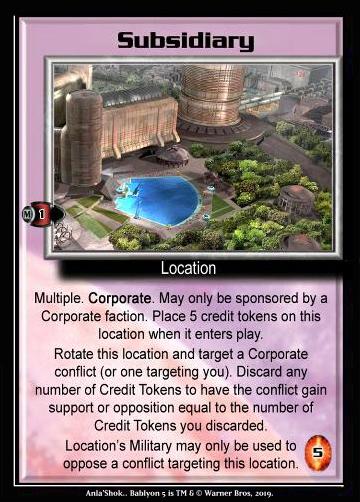 Subsidiary
M 1
Location
Multiple. Corporate. May only be sponsored by a
Corporate faction. Place 5 credit tokens on this
location when it enters play.
Rotate this location and target a Corporate
conflict (or one targeting you). Discard any
number of Credit Tokens to have the conflict gain
support or opposition equal to the number of
Credit Tokens you discarded.
Location's Military may only be used to
oppose a conflict targeting this location.
5
Anla'Shok.. Bablyon 5 is TM & © Warner Bros, 2019.